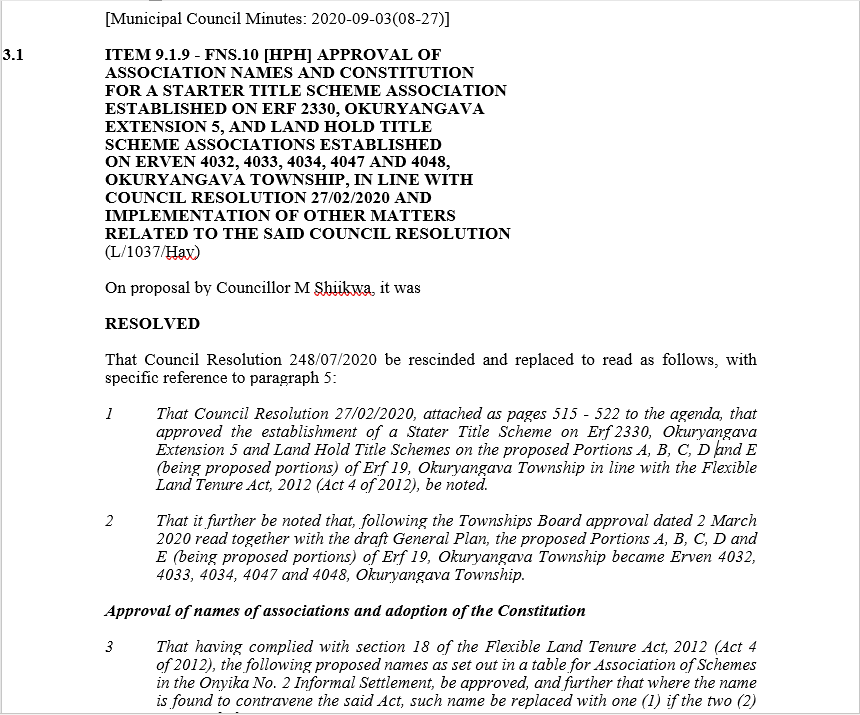 [Municipal Council Minutes: 2020-09-03(08-27)]
3.1 ITEM 9.1.9 - FNS.10 [HPH] APPROVAL OF
ASSOCIATION NAMES AND CONSTITUTION
FOR A STARTER TITLE SCHEME ASSOCIATION
ESTABLISHED ON ERF 2330, OKURYANGAVA
EXTENSION 5, AND LAND HOLD TITLE
SCHEME ASSOCIATIONS ESTABLISHED
ON ERVEN 4032, 4033, 4034, 4047 AND 4048,
OKURYANGAVA TOWNSHIP, IN LINE WITH
COUNCIL RESOLUTION 27/02/2020 AND
IMPLEMENTATION OF OTHER MATTERS
RELATED TO THE SAID COUNCIL RESOLUTION
(L/1037/Hay)
On proposal by Councillor M Shiikwa, it was
RESOLVED
That Council Resolution 248/07/2020 be rescinded and replaced to read as follows, with
specific reference to paragraph 5:
1 That Council Resolution 27/02/2020, attached as pages 515 - 522 to the agenda, that
approved the establishment of a Stater Title Scheme on Erf 2330, Okuryangava
Extension 5 and Land Hold Title Schemes on the proposed Portions A, B, C, D and E
(being proposed portions) of Erf 19, Okuryangava Township in line with the Flexible
Land Tenure Act, 2012 (Act 4 of 2012), be noted.
2 That it further be noted that, following the Townships Board approval dated 2 March
2020 read together with the draft General Plan, the proposed Portions A, B, C, D and
E (being proposed portions) of Erf 19, Okuryangava Township became Erven 4032,
4033, 4034, 4047 and 4048, Okuryangava Township.
Approval of names of associations and adoption of the Constitution
3 That having complied with section 18 of the Flexible Land Tenure Act, 2012 (Act 4
of 2012), the following proposed names as set out in a table for Association of Schemes
in the Onyika No. 2 Informal Settlement, be approved, and further that where the name
is found to contravene the said Act, such name be replaced with one (1) if the two (2)